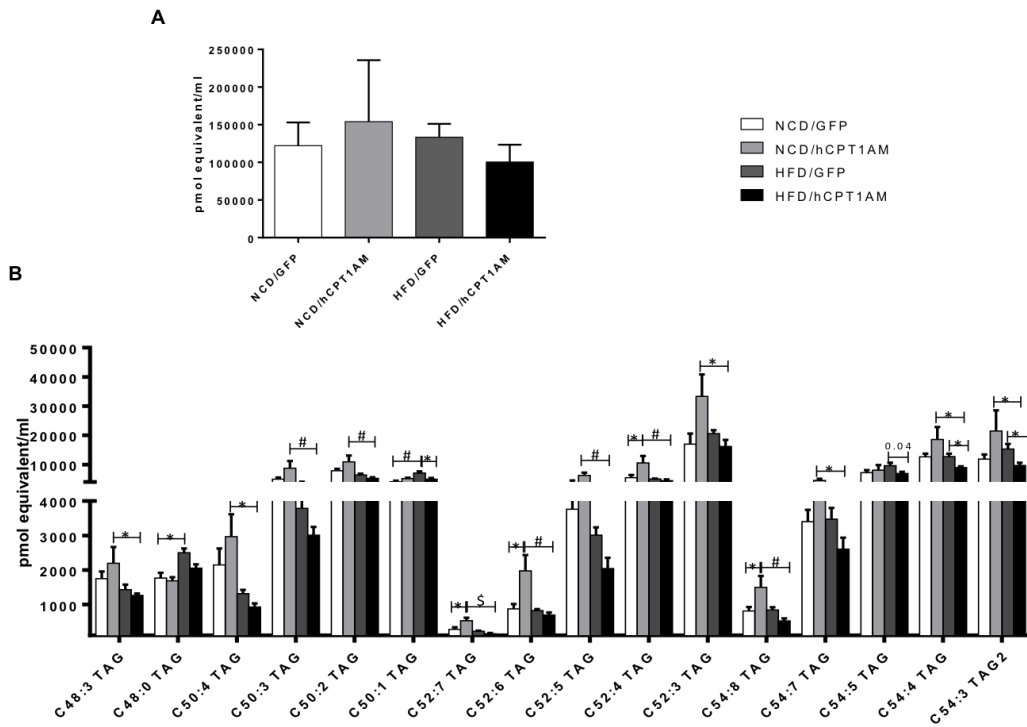 A
250000
200000
150000
100000
50000
0
pmol equivalent/ml
NCD/GFP
NCD/hCPT1AM
HFD/GFP
HFD/hCPT1AM
NCD/GFP
NCD/hCPT1AM
HFD/GFP
HFD/hCPT1AM
B
50000
40000
30000
20000
10000
4000
3000
2000
1000
pmol equivalent/ml
*
*
*
#
#
#
*
*
$
*
#
#
*
#
*
*
#
*
0.04
*
*
*
*
C48:3 TAG
C48:0 TAG
C50:4 TAG
C50:3 TAG
C50:2 TAG
C50:1 TAG
C52:7 TAG
C52:6 TAG
C52:5 TAG
C52:4 TAG
C52:3 TAG
C54:8 TAG
C54:7 TAG
C54:5 TAG
C54:4 TAG
C54:3 TAG2